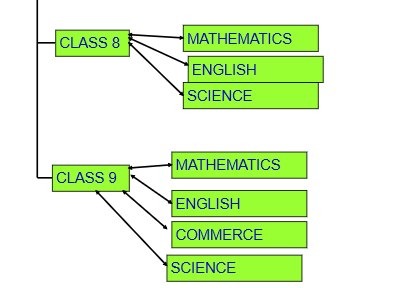 CLASS 8
MATHEMATICS
ENGLISH
SCIENCE
CLASS 9
MATHEMATICS
ENGLISH
COMMERCE
SCIENCE